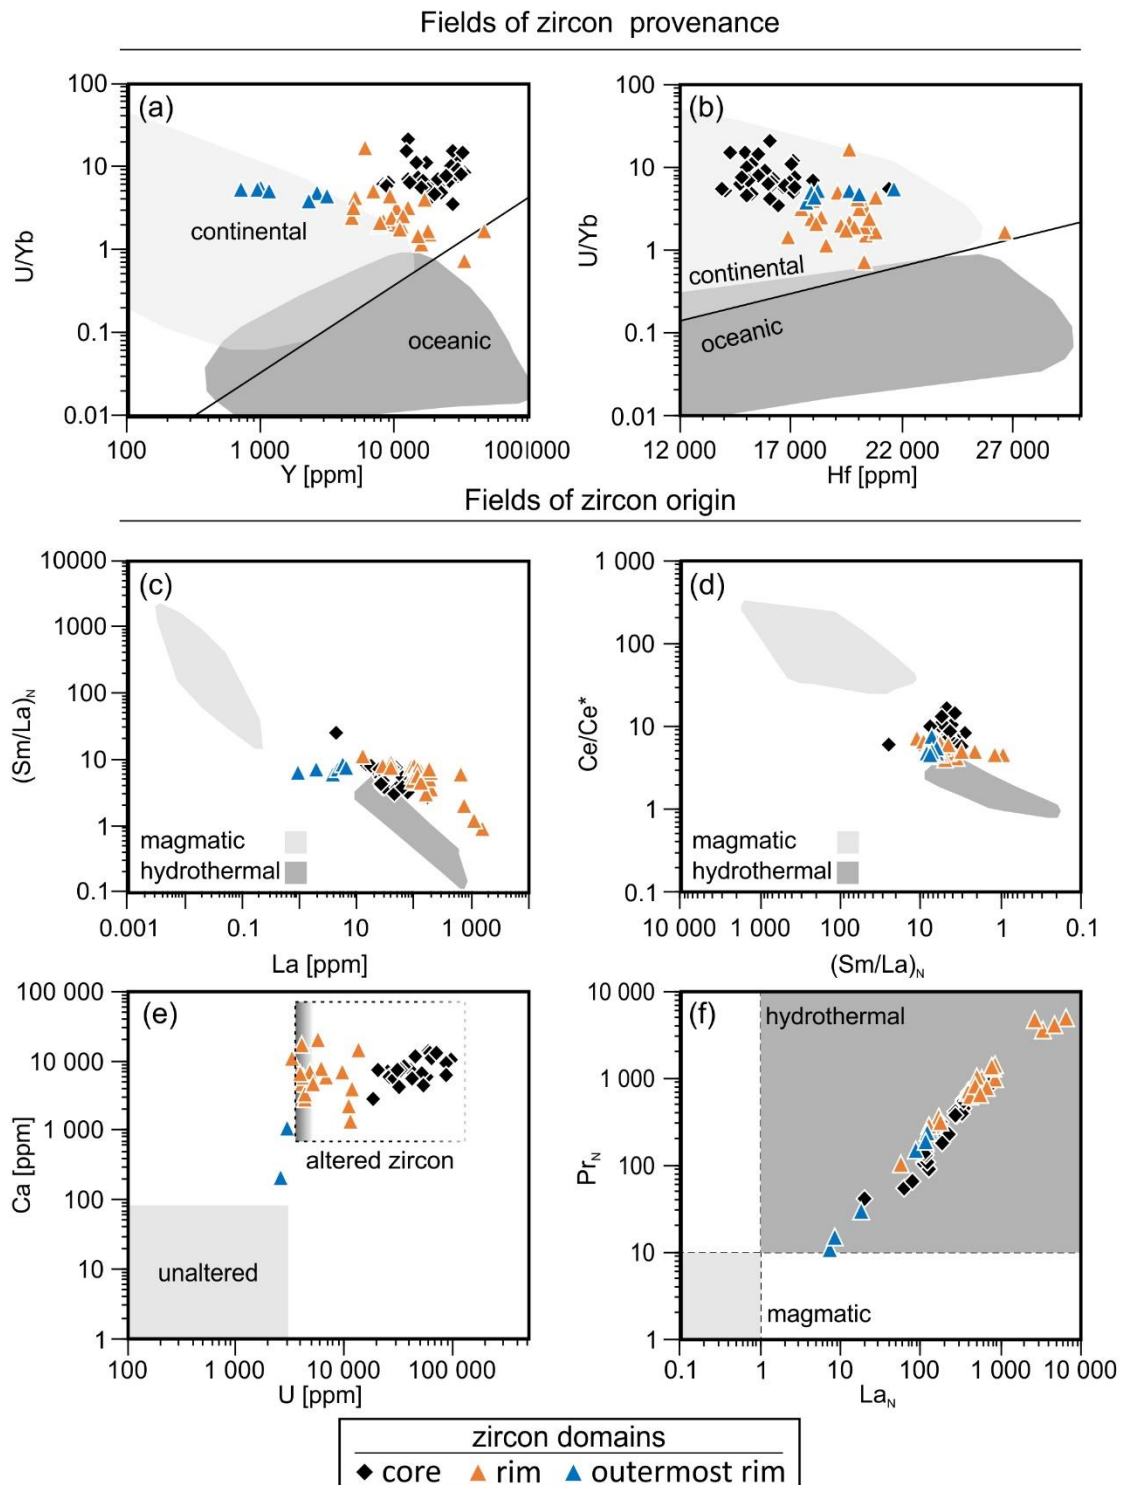 Fields of zircon provenance
(a)
100
10
1
0.1
0.01
U/Yb
continental
oceanic
100
1 000
10 000
1001000
Y [ppm]
(b)
100
10
1
0.1
0.01
U/Yb
continental
oceanic
12 000
17 000
22 000
27 000
Hf [ppm]
Fields of zircon origin
(c)
10000
1000
100
10
1
0.1
(Sm/La)N
magmatic
hydrothermal
0.001
0.1
10
1 000
La [ppm]
(d)
1 000
100
10
1
0.1
Ce/Ce*
magmatic
hydrothermal
10 000
1 000
100
10
1
0.1
(Sm/La)N
(e)
100 000
10 000
1 000
100
10
1
Ca [ppm]
altered zircon
unaltered
100
1 000
10 000
100 000
U [ppm]
(f)
10 000
1 000
100
10
1
PrN
hydrothermal
magmatic
0.1
1
10
100
1 000
10 000
LaN
zircon domains
core rim outermost rim